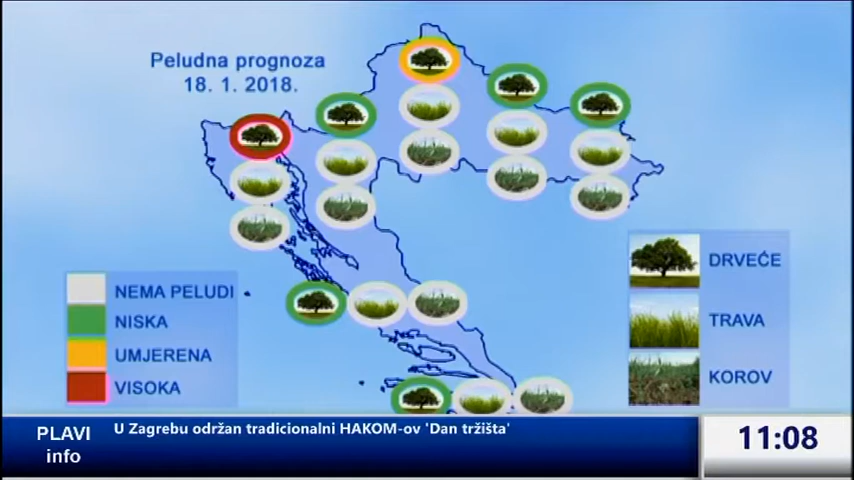 Peludna prognoza
18. 1. 2018.
NEMA PELUDI
NISKA
UMJERENA
VISOKA
DRVEĆE
TRAVA
KOROV
PLAVI
info
U Zagrebu održan tradicionalni HAKOM-ov 'Dan tržišta'
11:08